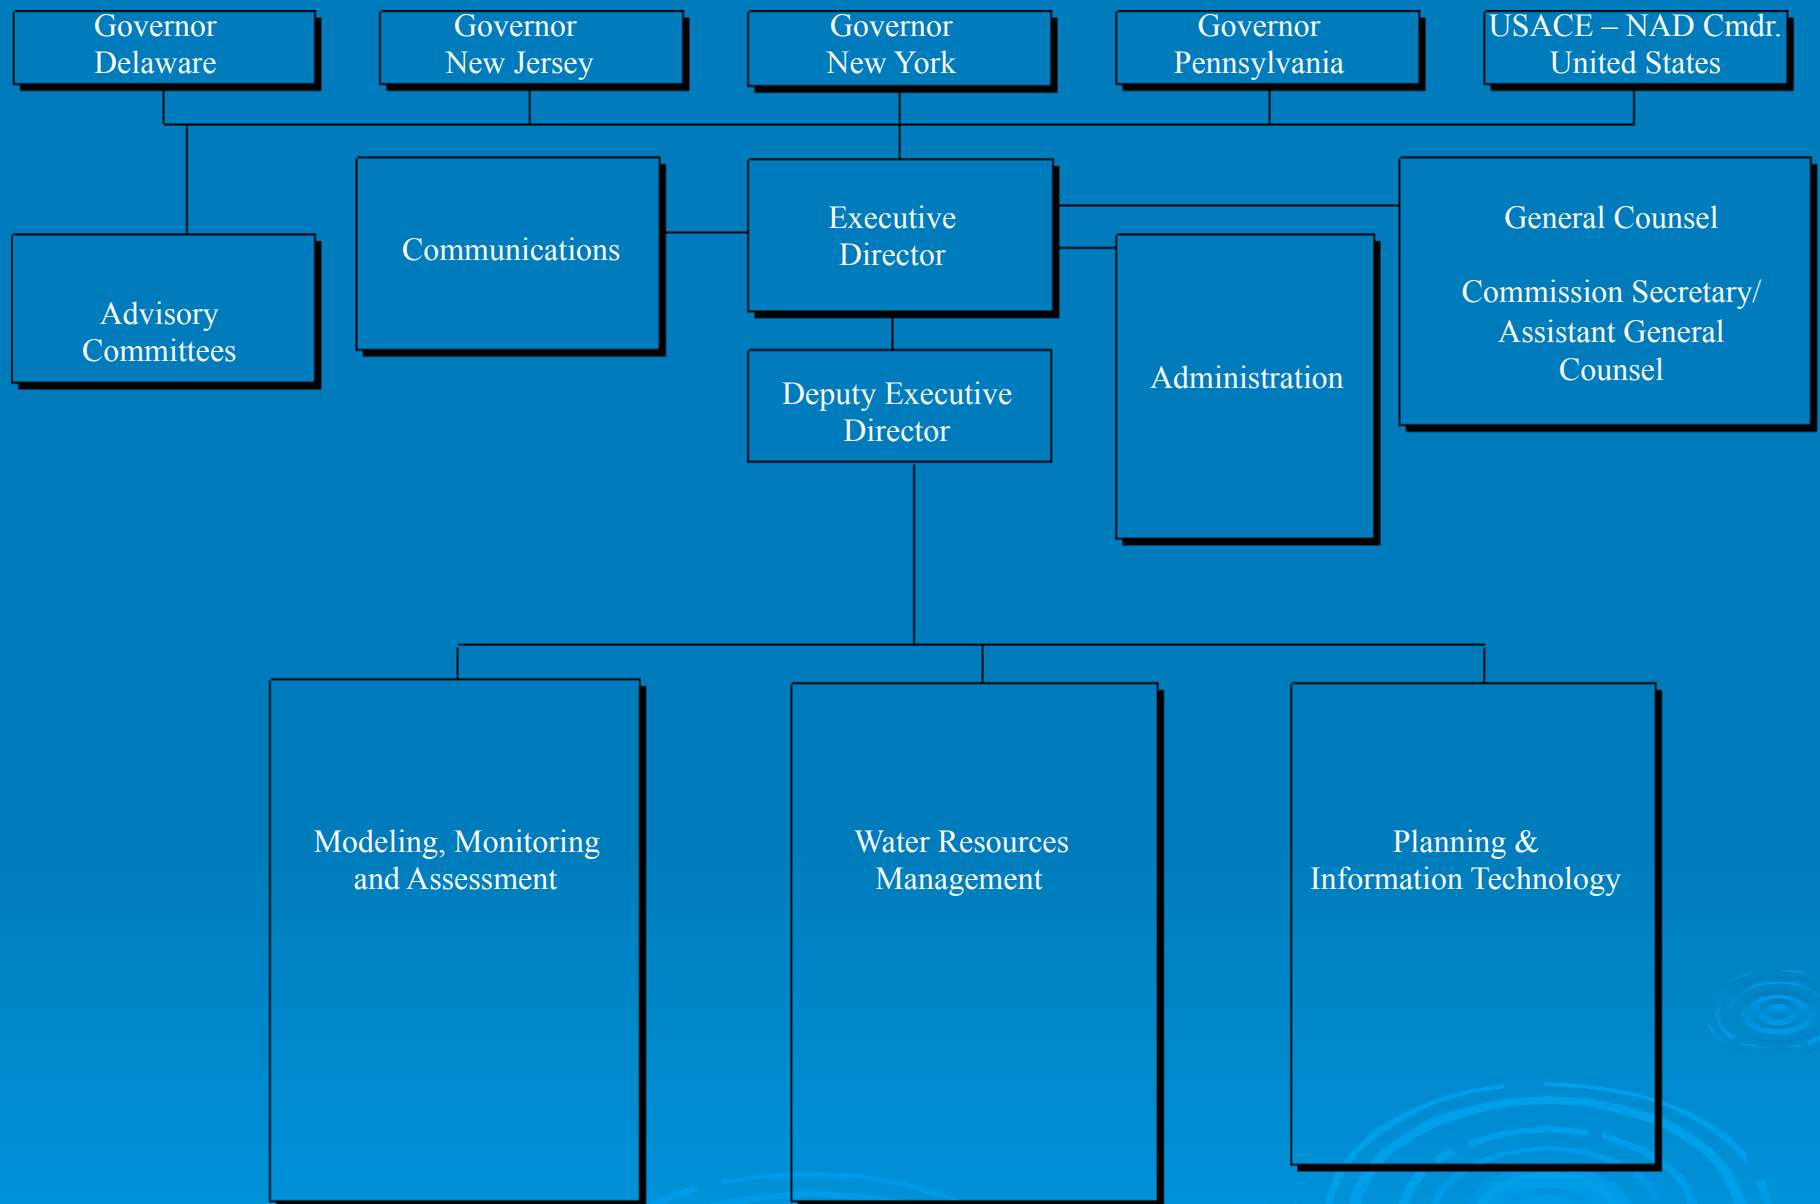 Governor
Delaware
Governor
New Jersey
Governor
New York
Governor
Pennsylvania
USACE – NAD Cmdr.
United States
Advisory
Committees
Communications
Executive
Director
Deputy Executive
Director
Administration
General Counsel
Commission Secretary/
Assistant General
Counsel
Modeling, Monitoring
and Assessment
Water Resources
Management
Planning &
Information Technology